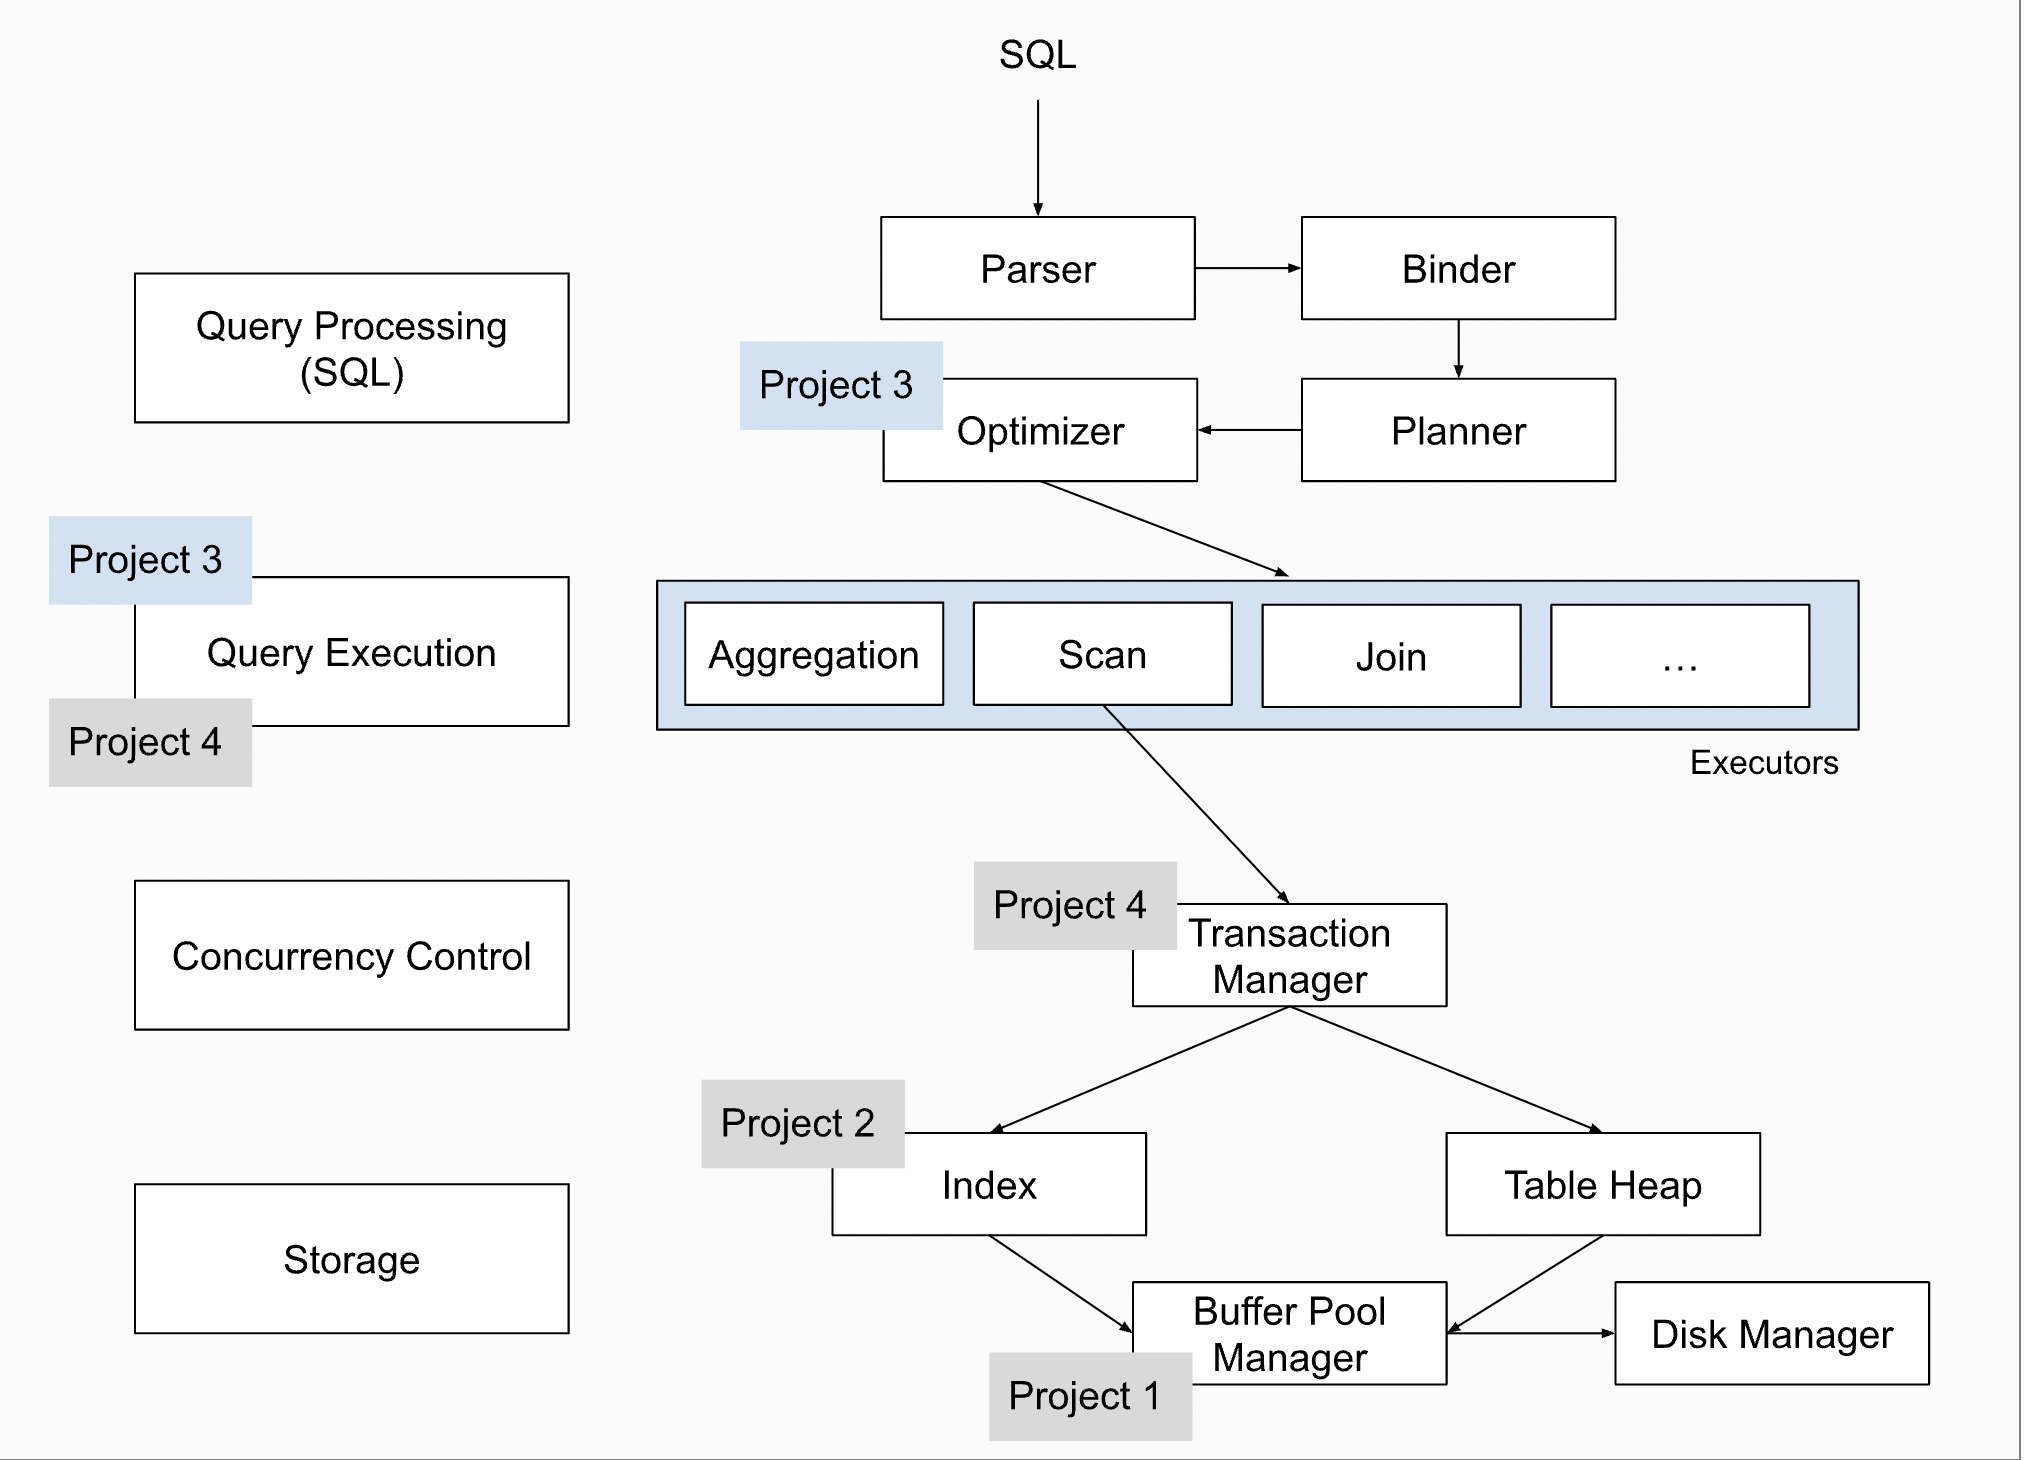 SQL
Parser
Binder
Query Processing
(SQL)
Project 3
Optimizer
Planner
Project 3
Query Execution
Project 4
Aggregation
Scan
Join
...
Executors
Concurrency Control
Project 4
Transaction
Manager
Project 2
Index
Table Heap
Storage
Buffer Pool
Manager
Disk Manager
Project 1